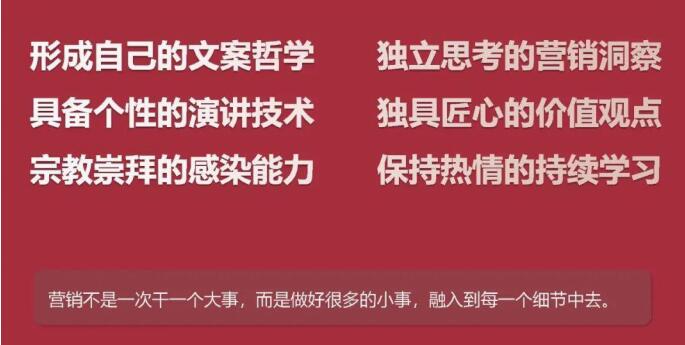 形成自己的文案哲学
独立思考的营销洞察
具备个性的演讲技术
独具匠心的价值观点
宗教崇拜的感染能力
保持热情的持续学习
营销不是一次干一个大事，而是做好很多的小事，融入到每一个细节中去。